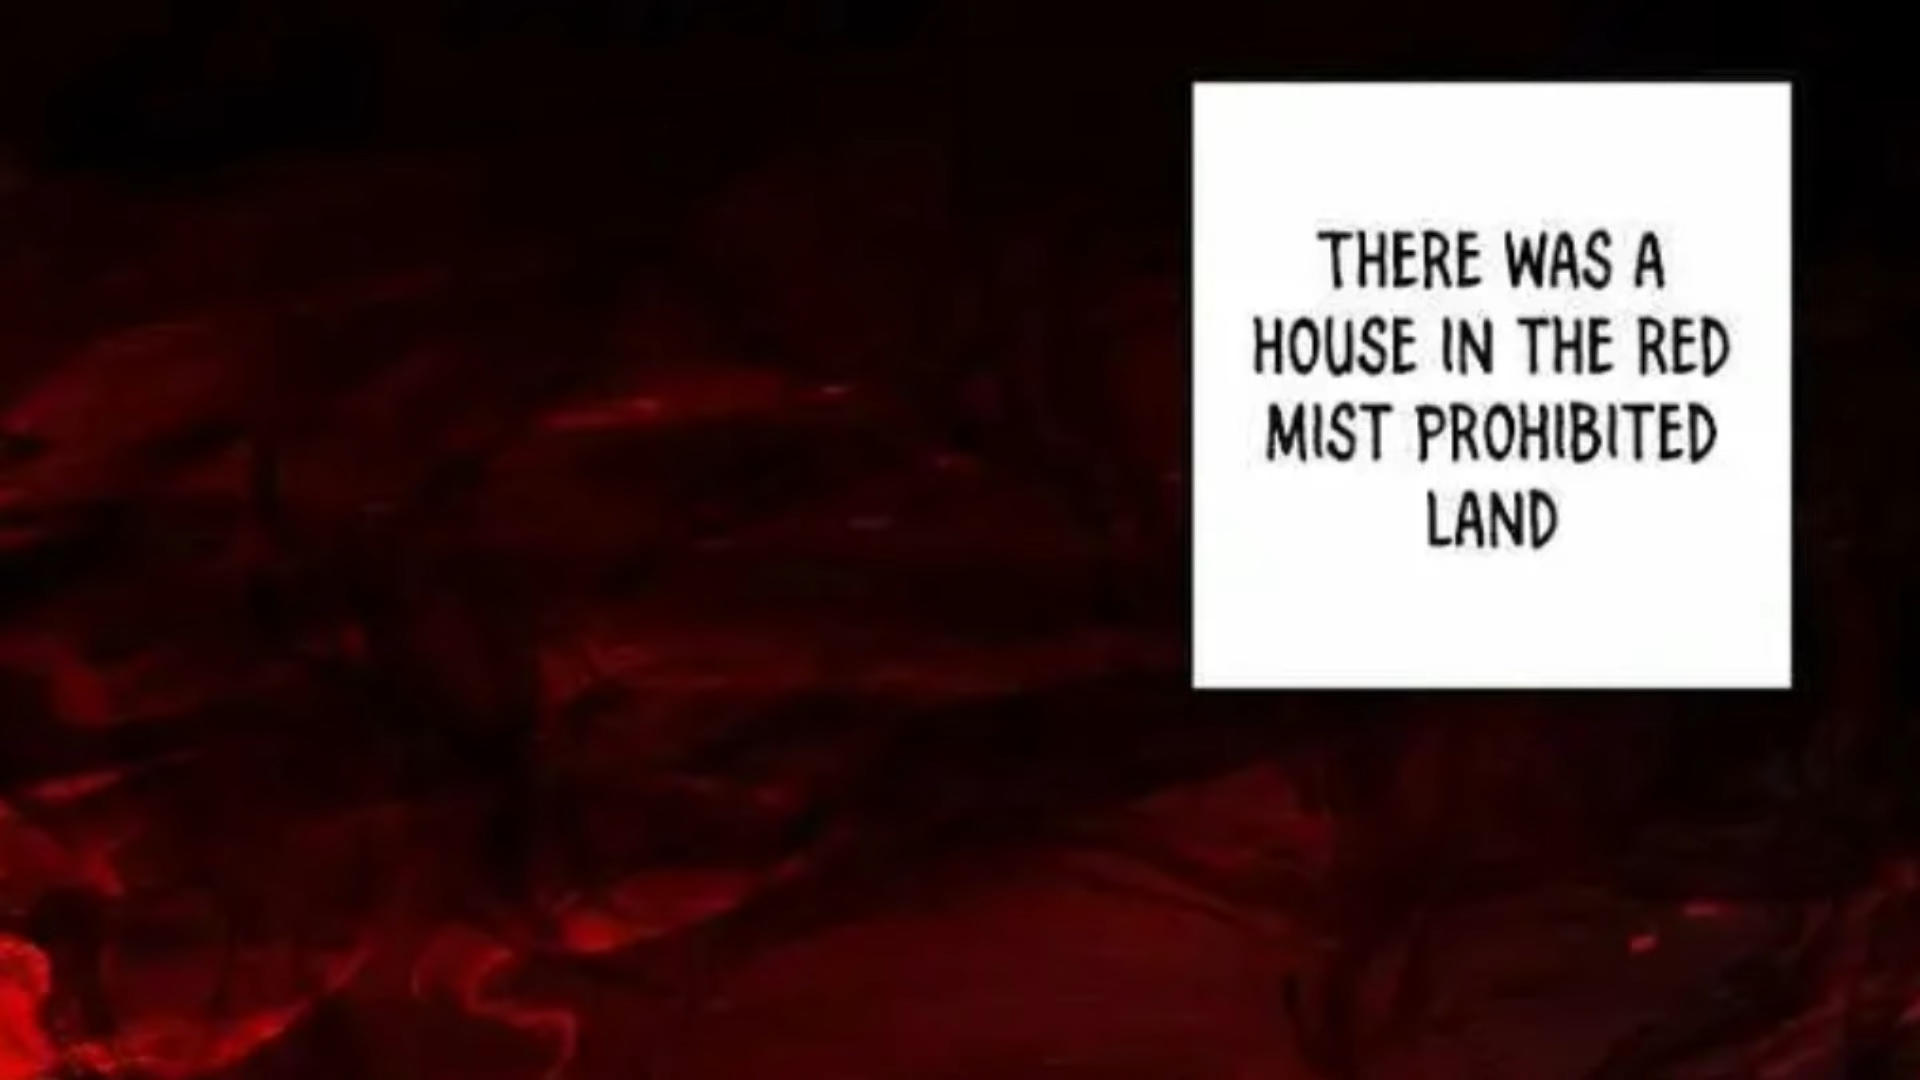 THERE WAS A
HOUSE IN THE RED
MIST PROHIBITED
LAND